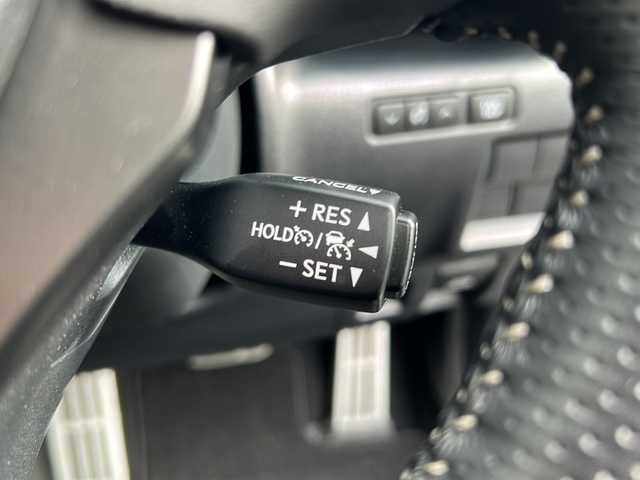 CANCEL
+ RES
HOLD /
− SET